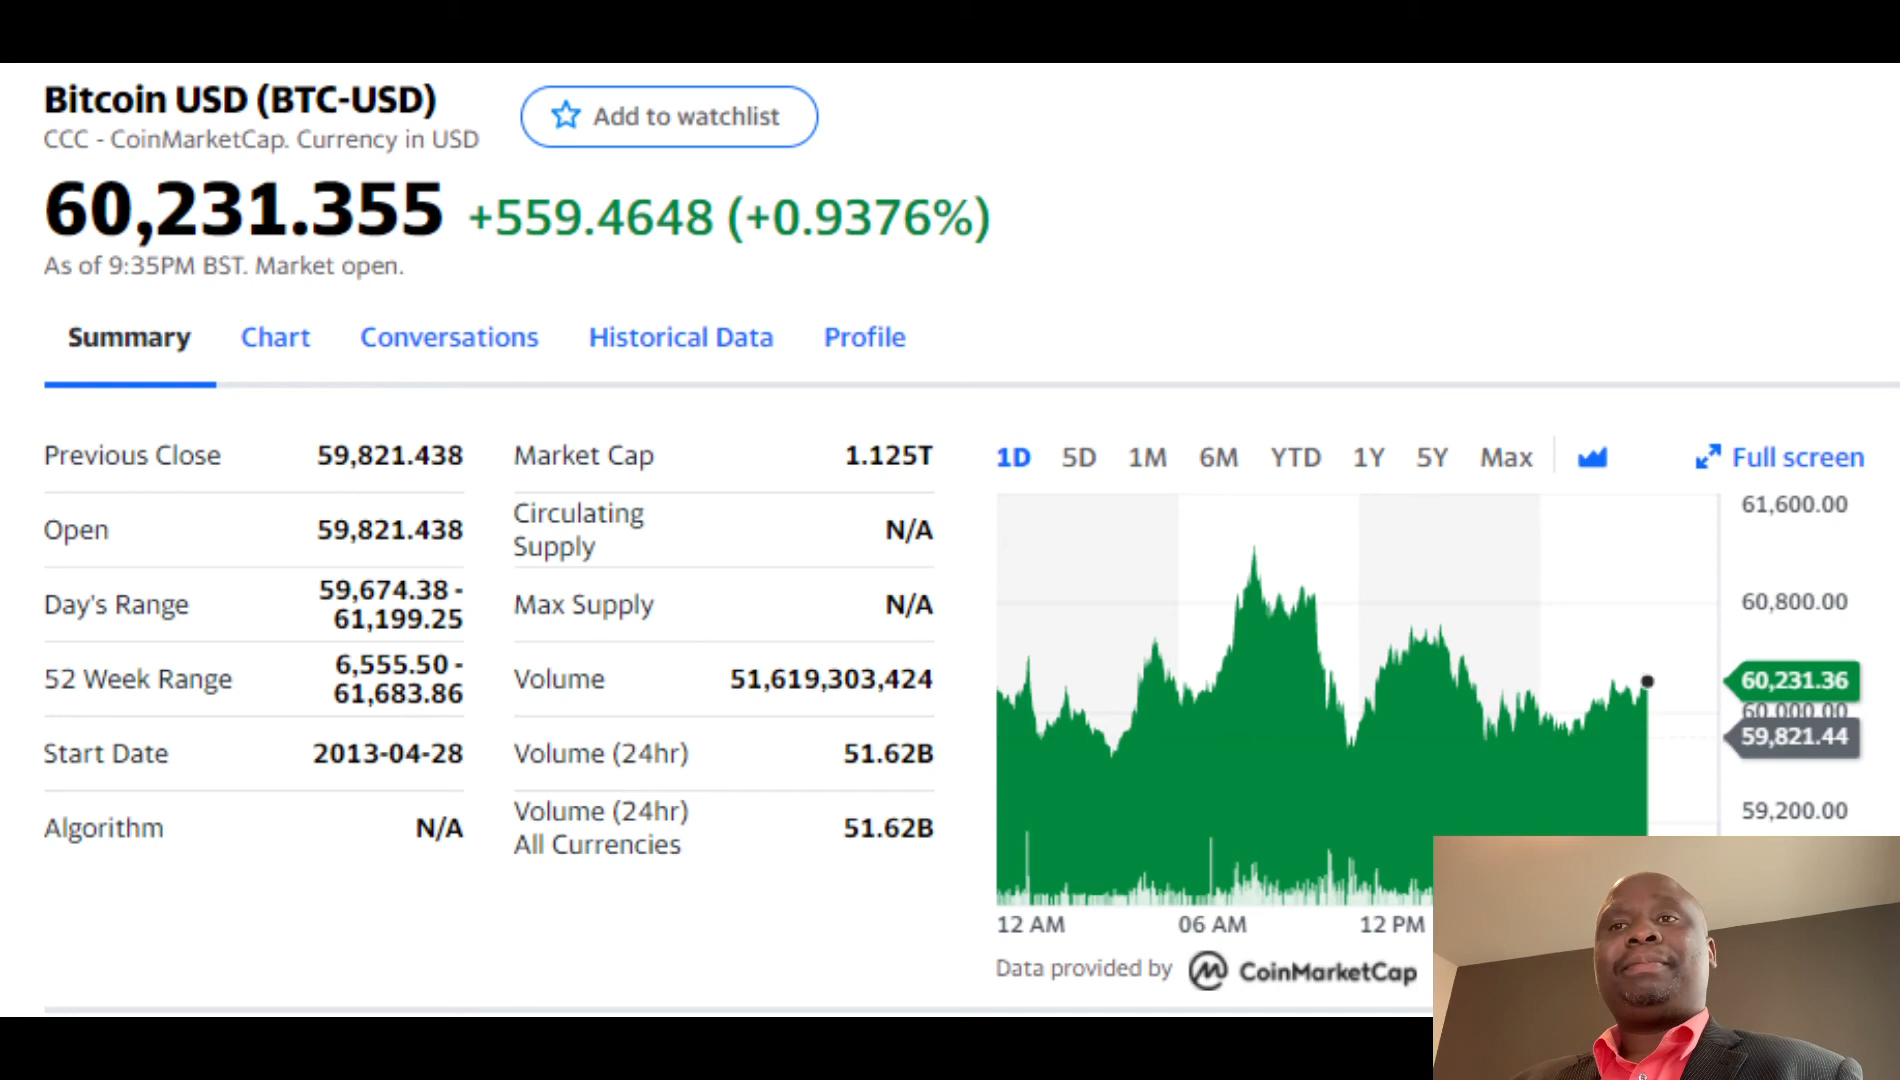 Bitcoin USD (BTC-USD)
Add to watchlist
CCC - CoinMarketCap. Currency in USD
60,231.355 +559.4648 (+0.9376%)
As of 9:35PM BST. Market open.
Summary Chart Conversations Historical Data Profile
Previous Close 59,821.438
Open 59,821.438
Day's Range 59,674.38 -
61,199.25
52 Week Range 6,555.50 -
61,683.86
Start Date 2013-04-28
Algorithm N/A
Market Cap 1.125T
Circulating
Supply N/A
Max Supply N/A
Volume 51,619,303,424
Volume (24hr) 51.62B
Volume (24hr)
All Currencies 51.62B
1D 5D 1M 6M YTD 1Y 5Y Max Full screen
61,600.00
60,800.00
60,231.36
60,000.00
59,821.44
59,200.00
12 AM 06 AM 12 PM
Data provided by CoinMarketCap